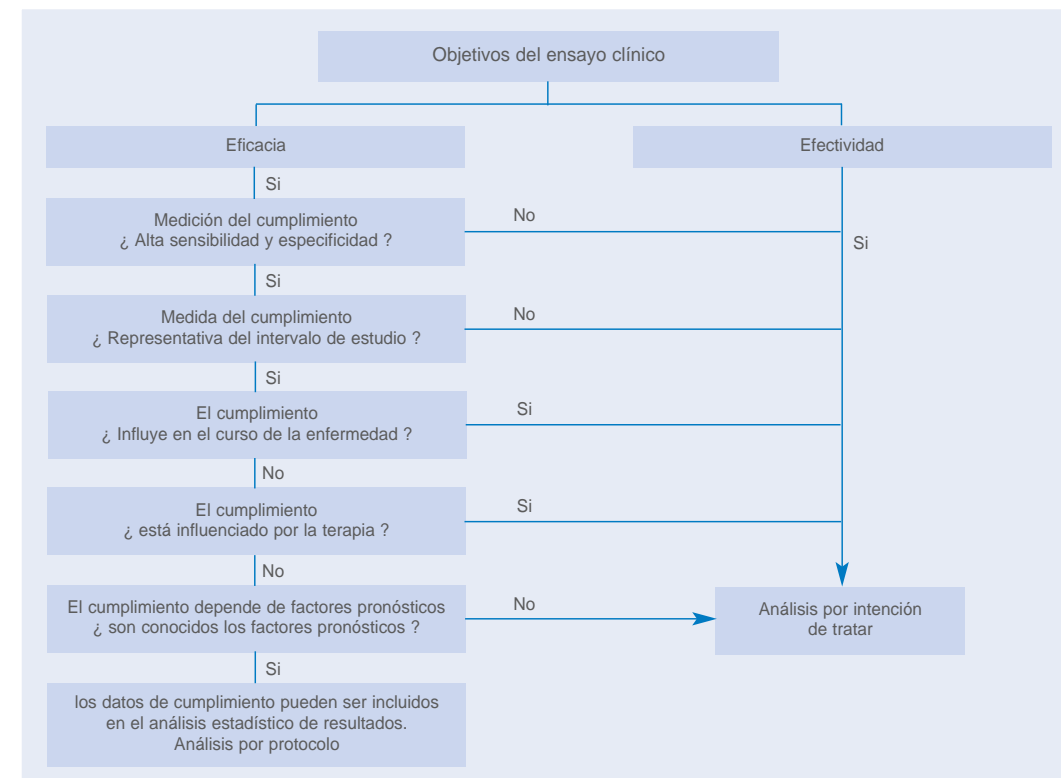 Objetivos del ensayo clínico
Eficacia
Efectividad
Si
Medición del cumplimiento
¿ Alta sensibilidad y especificidad ?
No
Si
Si
Medida del cumplimiento
¿ Representativa del intervalo de estudio ?
No
Si
El cumplimiento
¿ Influye en el curso de la enfermedad ?
Si
No
El cumplimiento
¿ está influenciado por la terapia ?
Si
No
El cumplimiento depende de factores pronósticos
¿ son conocidos los factores pronósticos ?
No
Análisis por intención
de tratar
Si
los datos de cumplimiento pueden ser incluidos
en el análisis estadístico de resultados.
Análisis por protocolo